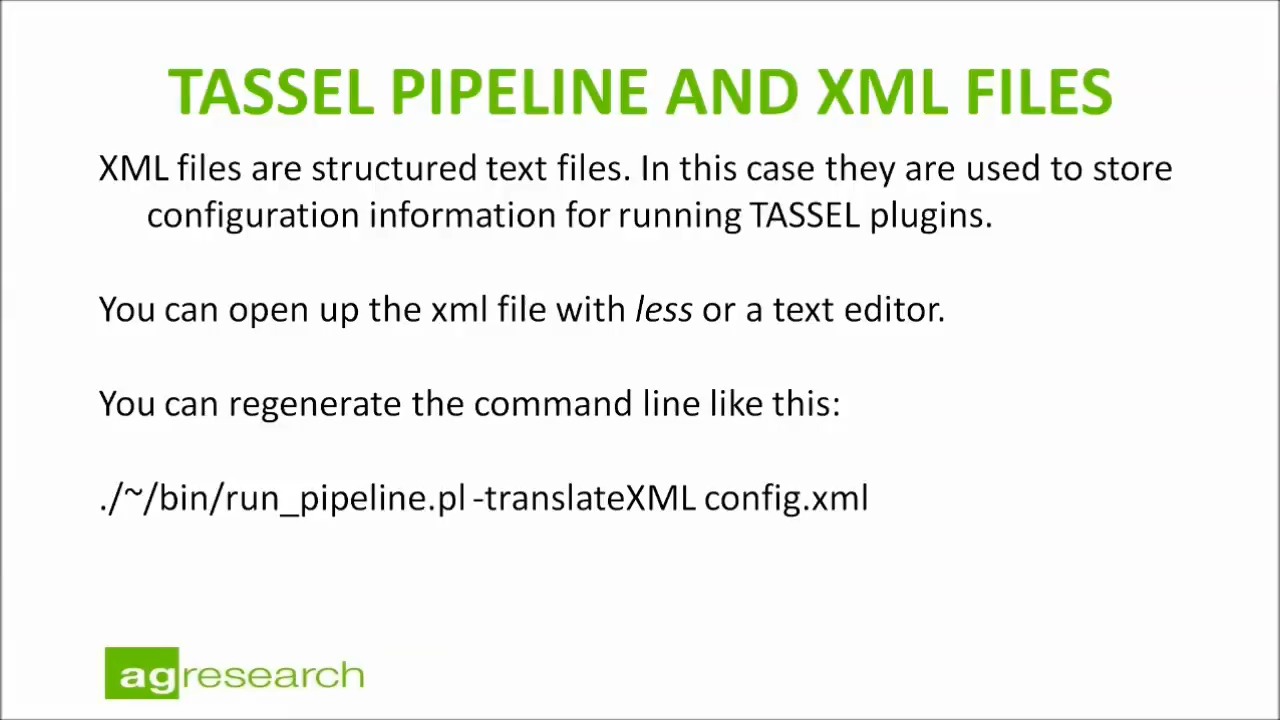 TASSEL PIPELINE AND XML FILES
XML files are structured text files. In this case they are used to store
configuration information for running TASSEL plugins.
You can open up the xml file with less or a text editor.
You can regenerate the command line like this:
./~/bin/run_pipeline.pl -translateXML config.xml
agresearch